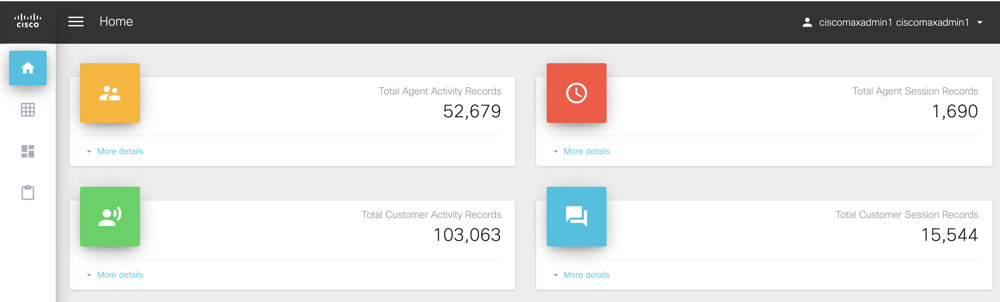 cisco
Home
ciscomaxadmin1 ciscomaxadmin1
Total Agent Activity Records
52,679
More details
Total Agent Session Records
1,690
More details
Total Customer Activity Records
103,063
More details
Total Customer Session Records
15,544
More details